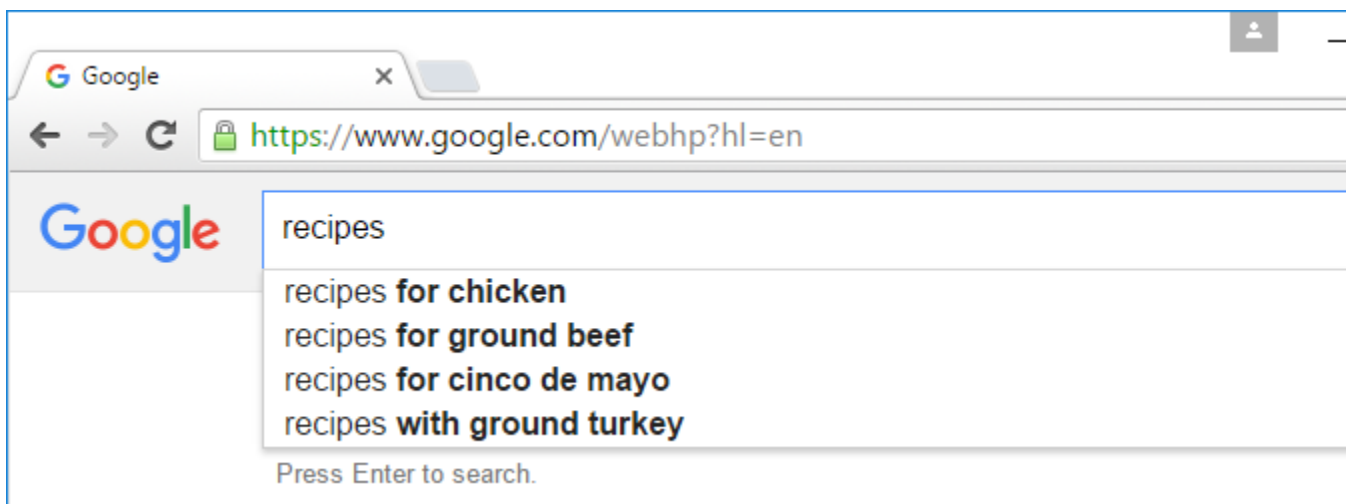 Google
https://www.google.com/webhp?hl=en
Google
recipes
recipes for chicken
recipes for ground beef
recipes for cinco de mayo
recipes with ground turkey
Press Enter to search.